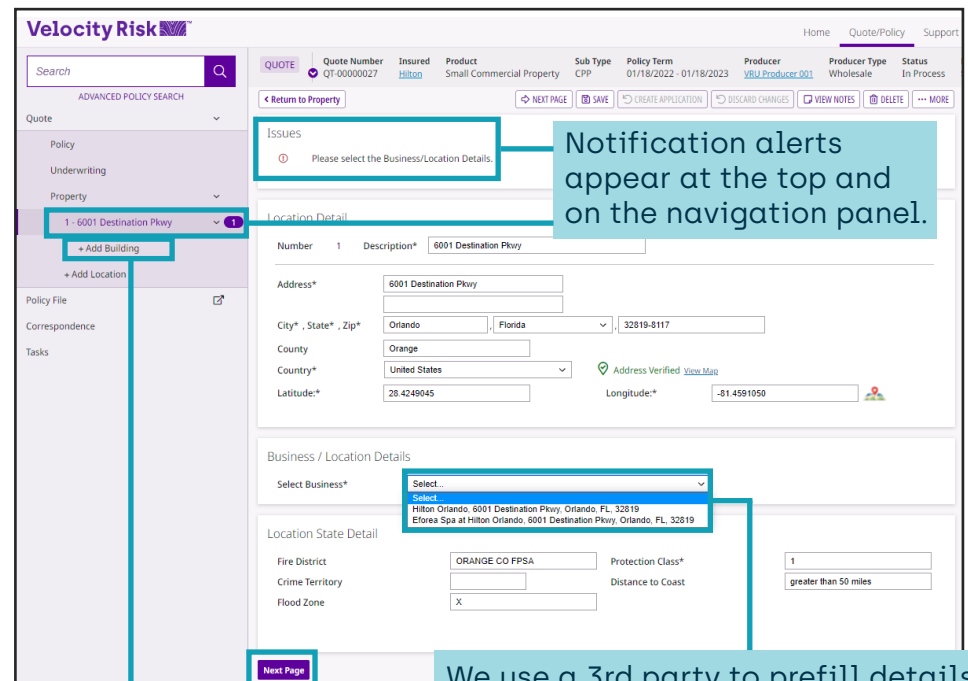 Velocity Risk
Home Quote/Policy Support
Search
ADVANCED POLICY SEARCH
QUOTE
Quote Number Insured Product Sub Type Policy Term Producer Producer Type Status
QT-00000027 Hilton Small Commercial Property CPP 01/18/2022 - 01/18/2023 VRU Producer 001 Wholesale In Process
Return to Property NEXT PAGE SAVE CREATE APPLICATION DISCARD CHANGES VIEW NOTES DELETE ••• MORE
Quote
Policy
Underwriting
Property
1 - 6001 Destination Pkwy 1
+ Add Building
+ Add Location
Policy File
Correspondence
Tasks
Issues
Please select the Business/Location Details.
Notification alerts
appear at the top and
on the navigation panel.
Location Detail
Number 1 Description* 6001 Destination Pkwy
Address* 6001 Destination Pkwy
City* , State* , Zip* Orlando , Florida , 32819-8117
County Orange
Country* United States Address Verified View Map
Latitude:* 28.4249045 Longitude:* -81.4591050
Business / Location Details
Select Business* Select...
Select...
Hilton Orlando, 6001 Destination Pkwy, Orlando, FL, 32819
Eforea Spa at Hilton Orlando, 6001 Destination Pkwy, Orlando, FL, 32819
Location State Detail
Fire District ORANGE CO FPSA Protection Class* 1
Crime Territory Distance to Coast greater than 50 miles
Flood Zone X
Next Page
We use a 3rd party to prefill details